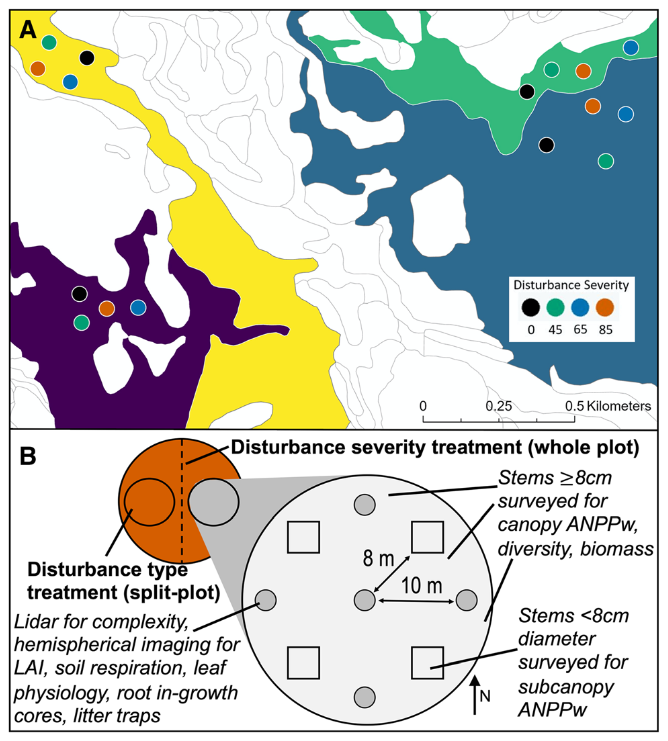 A
Disturbance Severity
0 45 65 85
0 0.25 0.5 Kilometers
B
Disturbance severity treatment (whole plot)
Stems ≥8cm
surveyed for
canopy ANPPw,
diversity, biomass
8 m
10 m
Disturbance type
treatment (split-plot)
Lidar for complexity,
hemispherical imaging for
LAI, soil respiration, leaf
physiology, root in-growth
cores, litter traps
Stems <8cm
diameter
surveyed for
subcanopy
ANPPw
N